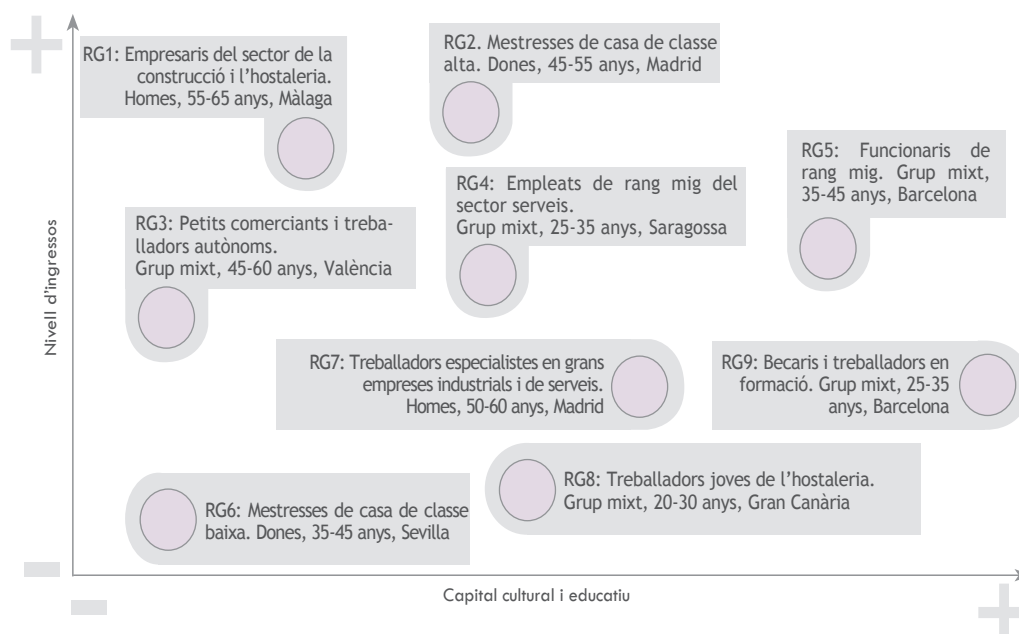 RG1: Empresaris del sector de la
construcció i l'hostaleria.
Homes, 55-65 anys, Màlaga
RG2. Mestresses de casa de classe
alta. Dones, 45-55 anys, Madrid
RG5: Funcionaris de
rang mig. Grup mixt,
35-45 anys, Barcelona
RG4: Empleats de rang mig del
sector serveis.
Grup mixt, 25-35 anys, Saragossa
RG3: Petits comerciants i treba-
lladors autònoms.
Grup mixt, 45-60 anys, València
RG7: Treballadors especialistes en grans
empreses industrials i de serveis.
Homes, 50-60 anys, Madrid
RG9: Becaris i treballadors en
formació. Grup mixt, 25-35
anys, Barcelona
RG8: Treballadors joves de l'hostaleria.
Grup mixt, 20-30 anys, Gran Canària
RG6: Mestresses de casa de classe
baixa. Dones, 35-45 anys, Sevilla
Nivell d'ingressos
Capital cultural i educatiu